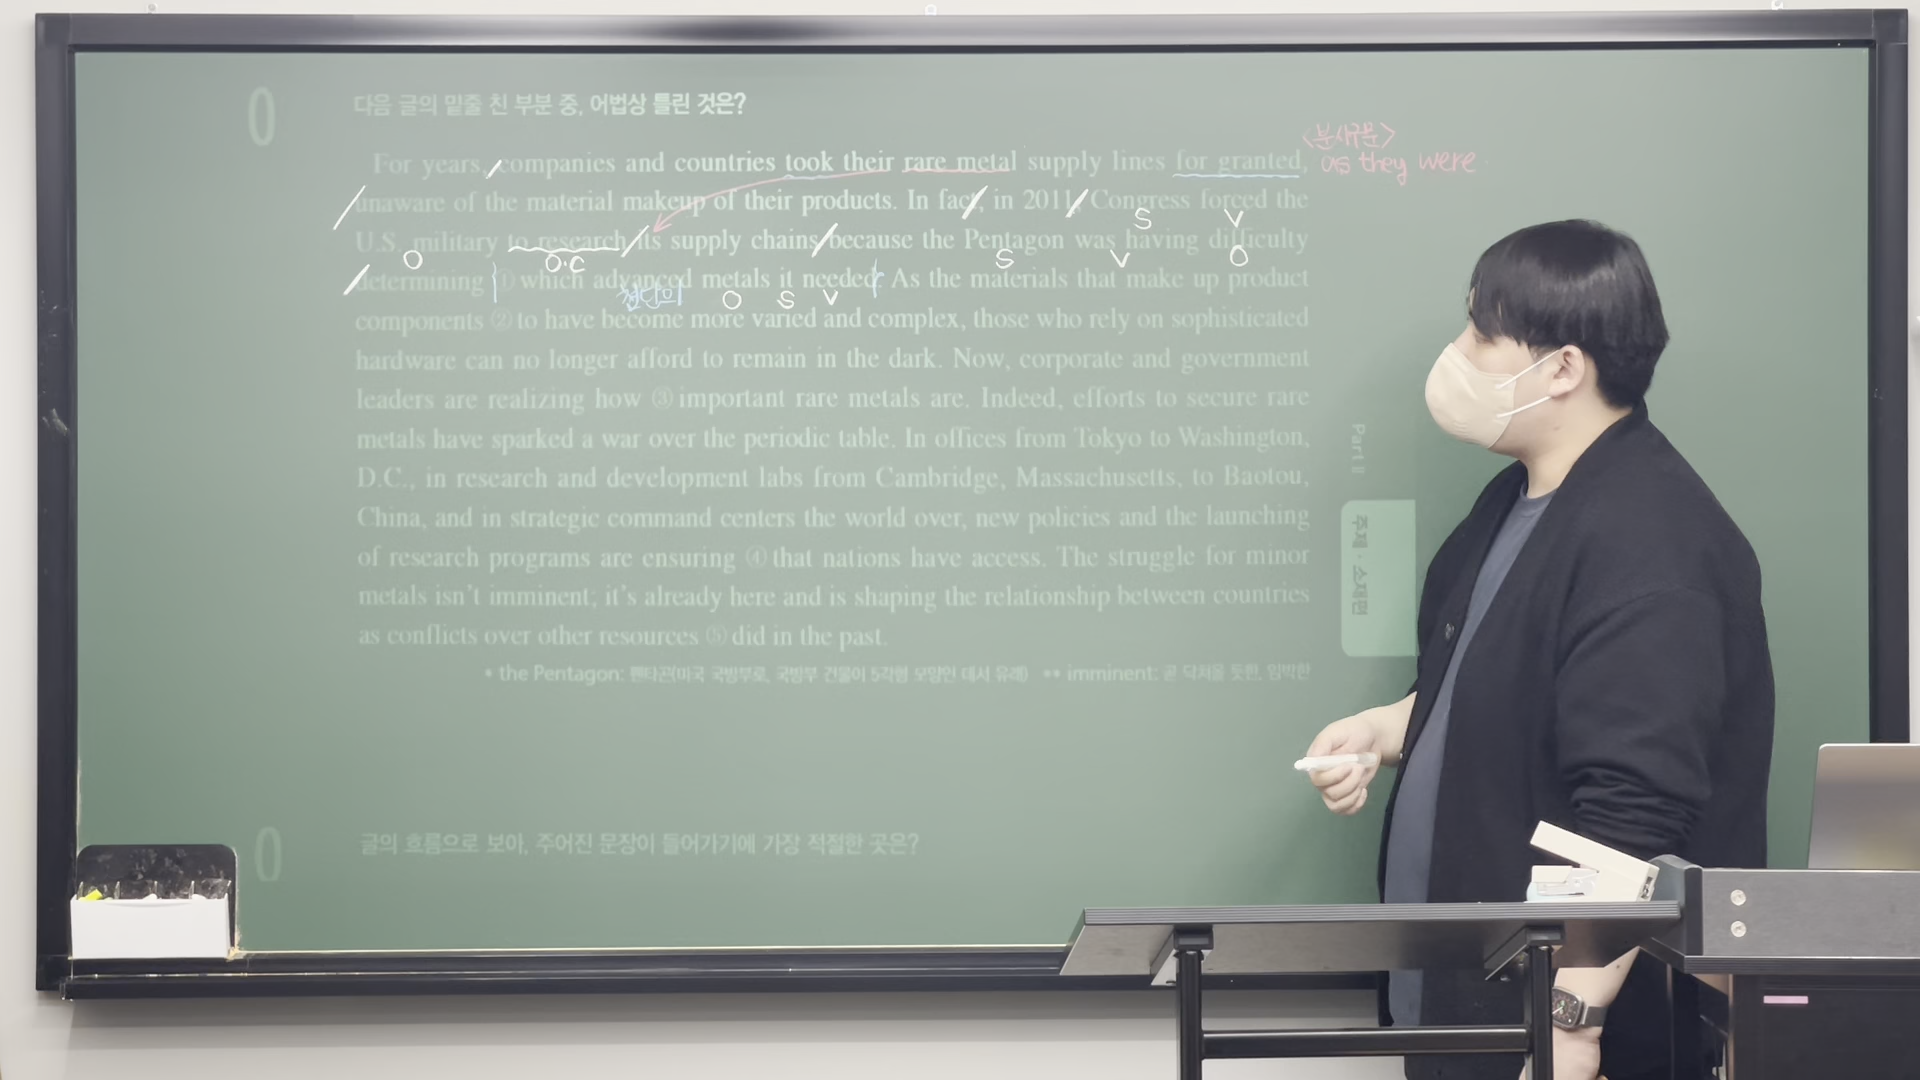 다음 글의 밑줄 친 부분 중, 어법상 틀린 것은?
<분사구문>
For years, companies and countries took their rare metal supply lines for granted, as they were
unaware of the material makeup of their products. In fact, in 2011, Congress forced the
S V
U.S. military to research its supply chains because the Pentagon was having difficulty
O O·C S V O
determining ① which advanced metals it needed. As the materials that make up product
첨단의 O S V
components ② to have become more varied and complex, those who rely on sophisticated
hardware can no longer afford to remain in the dark. Now, corporate and government
leaders are realizing how ③ important rare metals are. Indeed, efforts to secure rare
metals have sparked a war over the periodic table. In offices from Tokyo to Washington,
D.C., in research and development labs from Cambridge, Massachusetts, to Baotou,
China, and in strategic command centers the world over, new policies and the launching
of research programs are ensuring ④ that nations have access. The struggle for minor
metals isn't imminent; it's already here and is shaping the relationship between countries
as conflicts over other resources ⑤ did in the past.
* the Pentagon: 펜타곤(미국 국방부로, 국방부 건물이 5각형 모양인 데서 유래) ** imminent: 곧 닥쳐올 듯한, 임박한
Part II
주제 · 소재편
글의 흐름으로 보아, 주어진 문장이 들어가기에 가장 적절한 곳은?